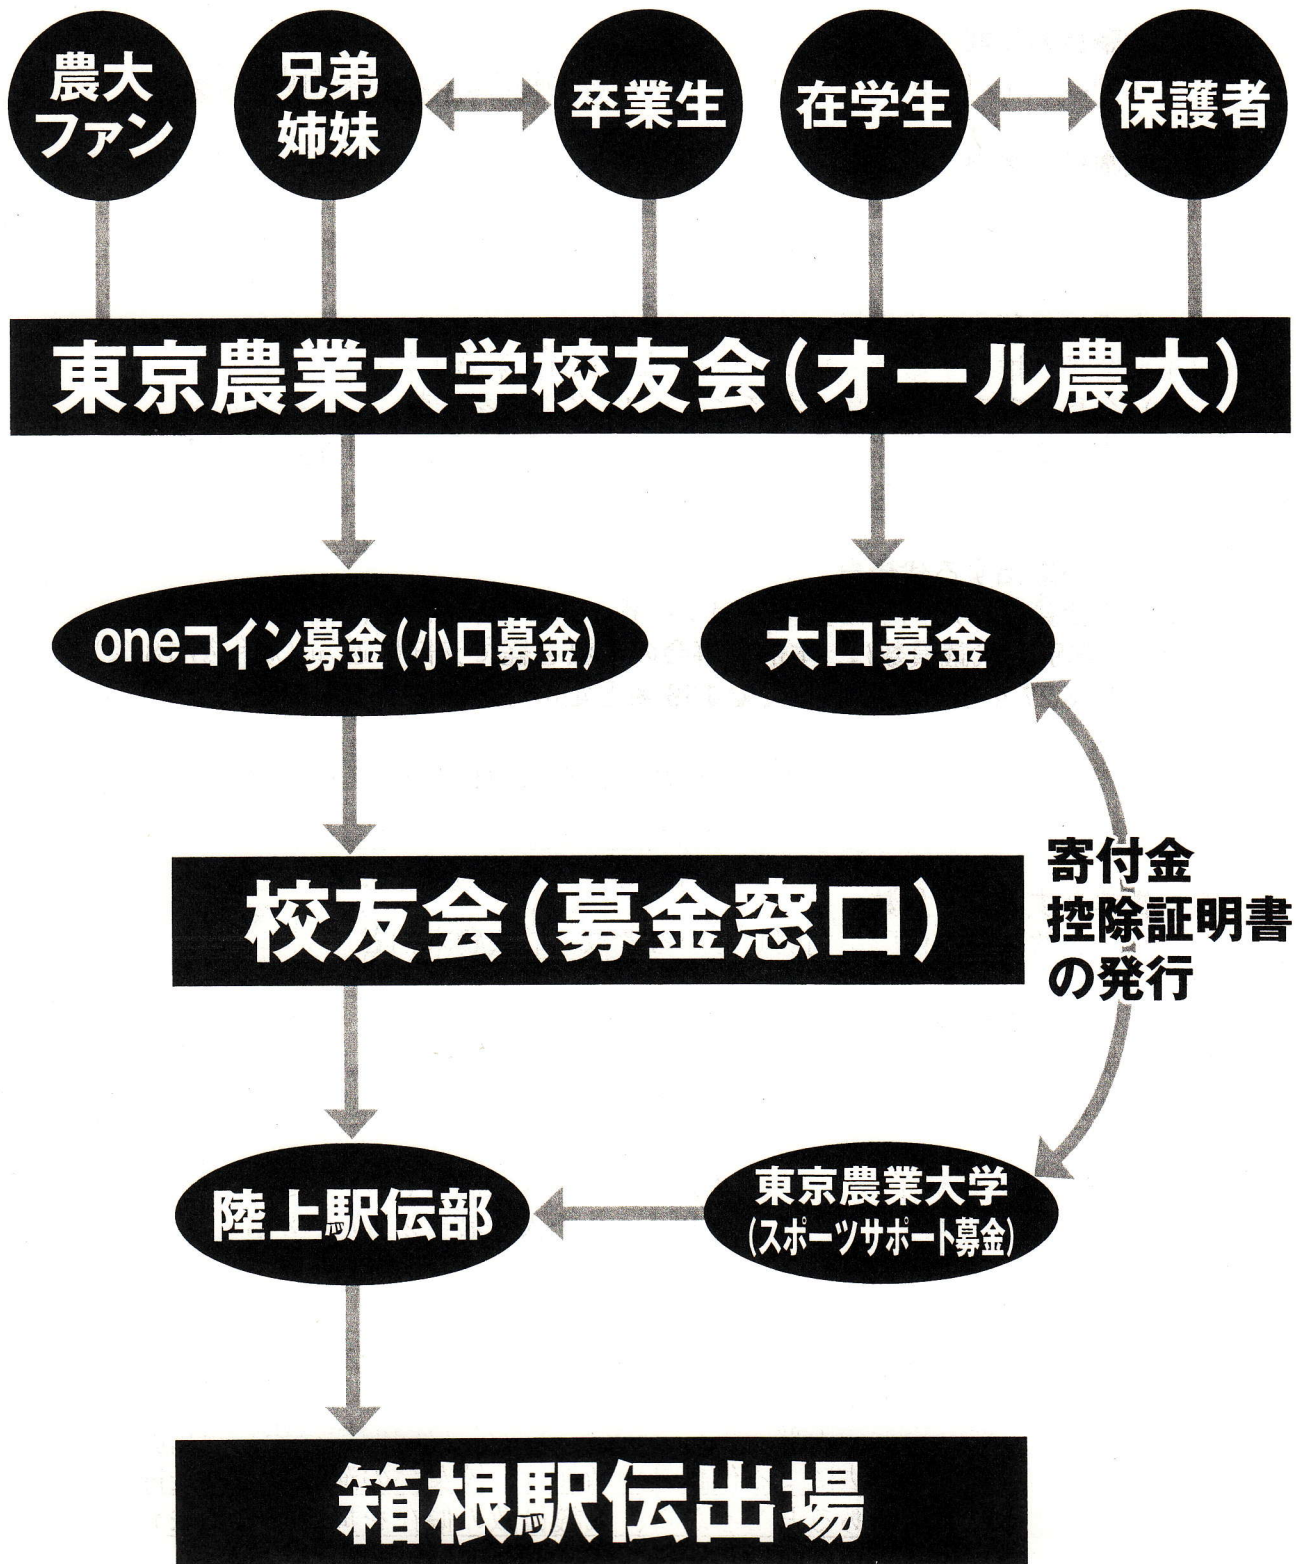 農大
ファン
兄弟
姉妹
卒業生
在学生
保護者
東京農業大学校友会(オール農大)
oneコイン募金(小口募金)
大口募金
校友会(募金窓口)
寄付金
控除証明書
の発行
陸上駅伝部
東京農業大学
(スポーツサポート募金)
箱根駅伝出場